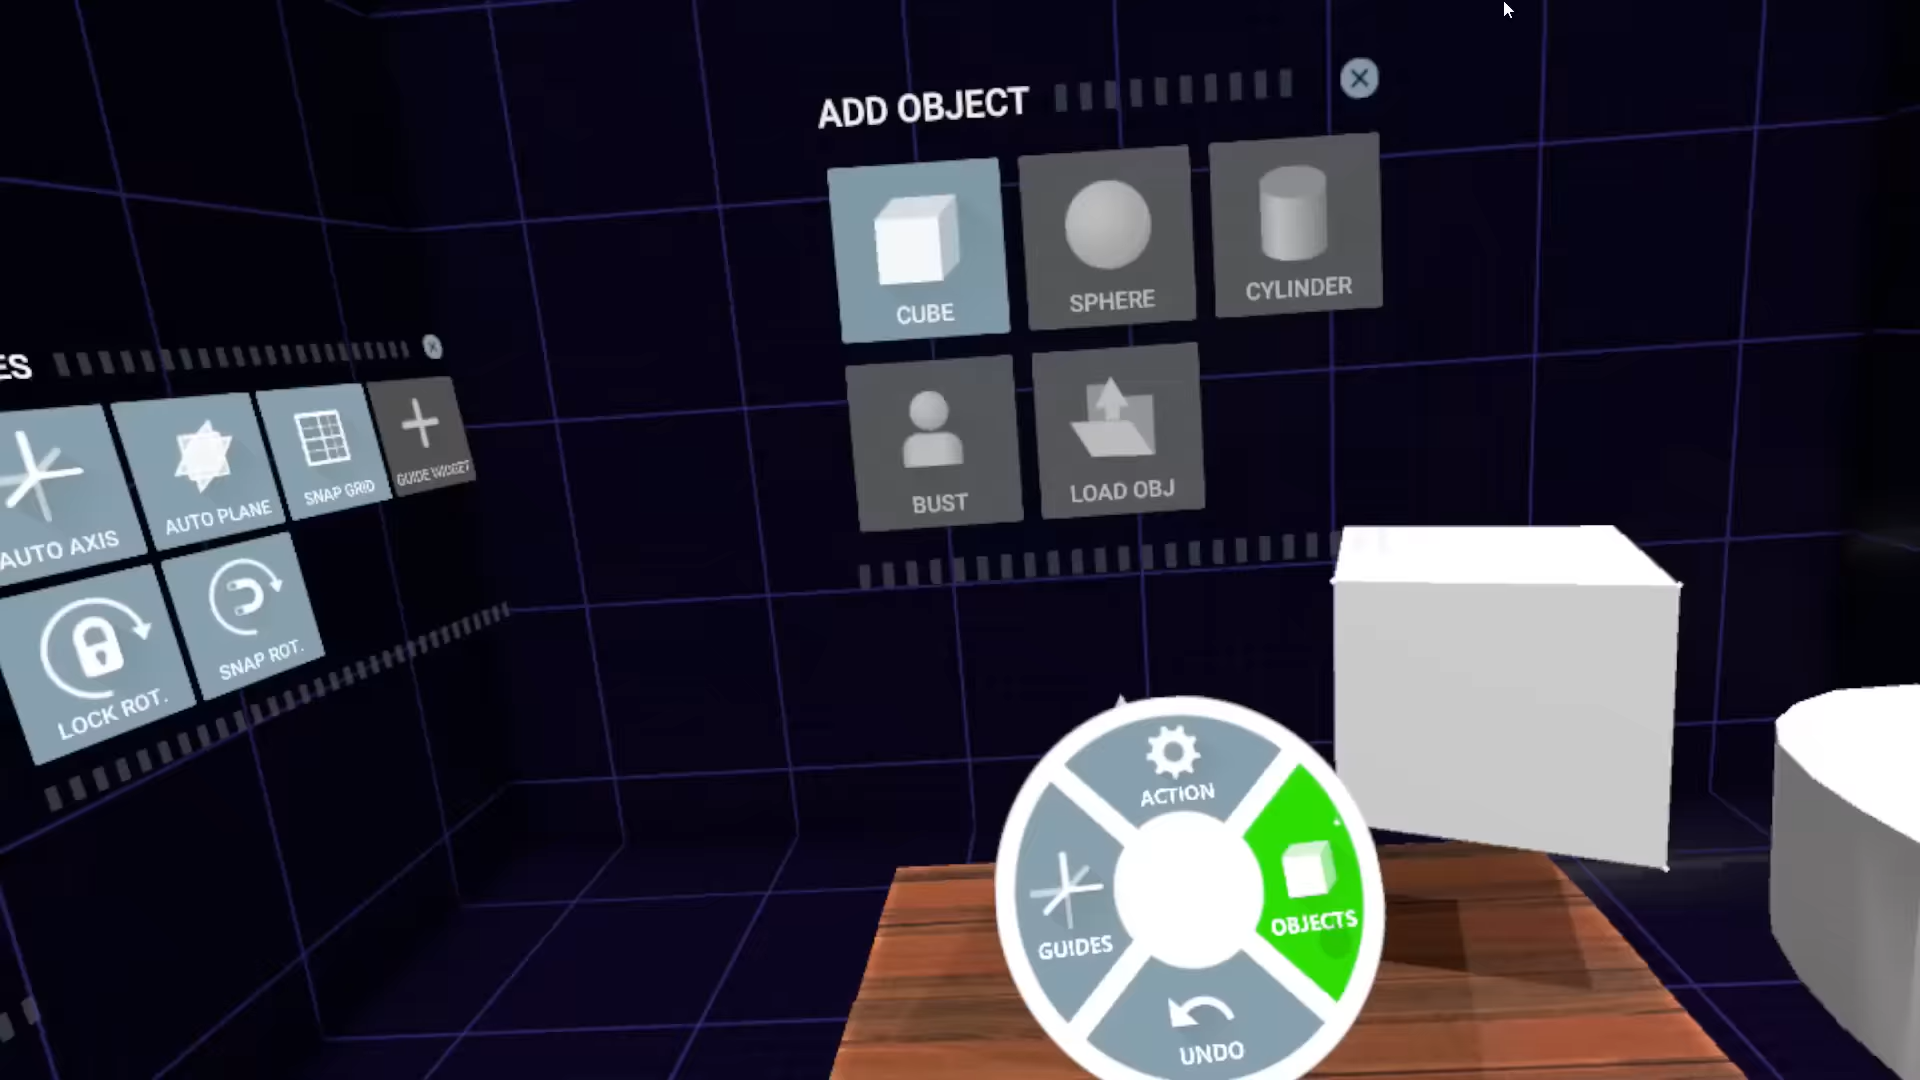 ADD OBJECT
CUBE
SPHERE
CYLINDER
BUST
LOAD OBJ
ES
AUTO AXIS
AUTO PLANE
SNAP GRID
GUIDE WIDGET
LOCK ROT.
SNAP ROT.
ACTION
GUIDES
OBJECTS
UNDO